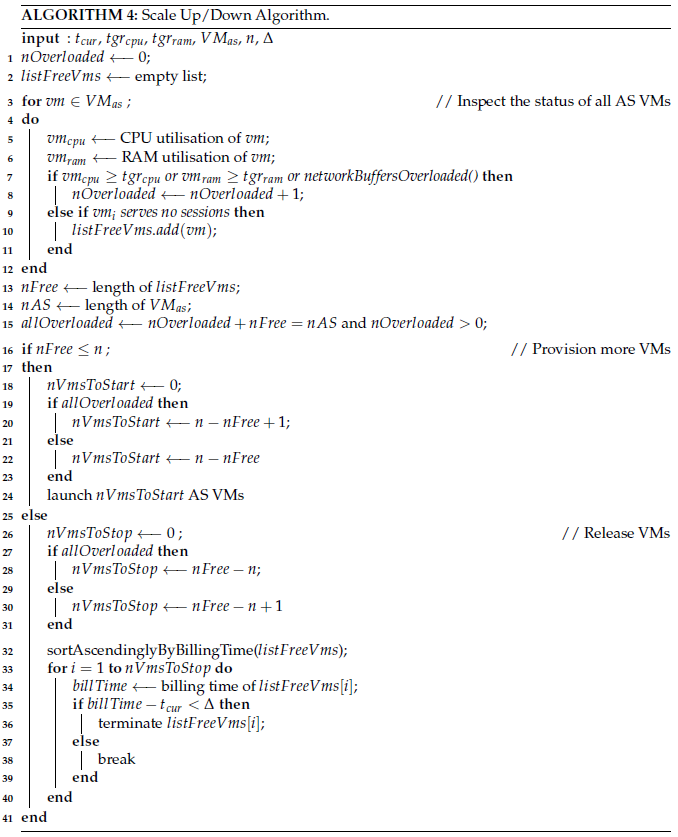 ALGORITHM 4: Scale Up/Down Algorithm.
input : t_cur, tgr_cpu, tgr_ram, VM_as, n, Δ
1 nOverloaded ⟵ 0;
2 listFreeVms ⟵ empty list;
3 for vm ∈ VM_as ; // Inspect the status of all AS VMs
4 do
5 vm_cpu ⟵ CPU utilisation of vm;
6 vm_ram ⟵ RAM utilisation of vm;
7 if vm_cpu ≥ tgr_cpu or vm_ram ≥ tgr_ram or networkBuffersOverloaded() then
8 nOverloaded ⟵ nOverloaded + 1;
9 else if vm_i serves no sessions then
10 listFreeVms.add(vm);
11 end
12 end
13 nFree ⟵ length of listFreeVms;
14 nAS ⟵ length of VM_as;
15 allOverloaded ⟵ nOverloaded + nFree = nAS and nOverloaded > 0;
16 if nFree ≤ n ; // Provision more VMs
17 then
18 nVmsToStart ⟵ 0;
19 if allOverloaded then
20 nVmsToStart ⟵ n − nFree + 1;
21 else
22 nVmsToStart ⟵ n − nFree
23 end
24 launch nVmsToStart AS VMs
25 else
26 nVmsToStop ⟵ 0 ; // Release VMs
27 if allOverloaded then
28 nVmsToStop ⟵ nFree − n;
29 else
30 nVmsToStop ⟵ nFree − n + 1
31 end
32 sortAscendinglyByBillingTime(listFreeVms);
33 for i = 1 to nVmsToStop do
34 billTime ⟵ billing time of listFreeVms[i];
35 if billTime − t_cur < Δ then
36 terminate listFreeVms[i];
37 else
38 break
39 end
40 end
41 end